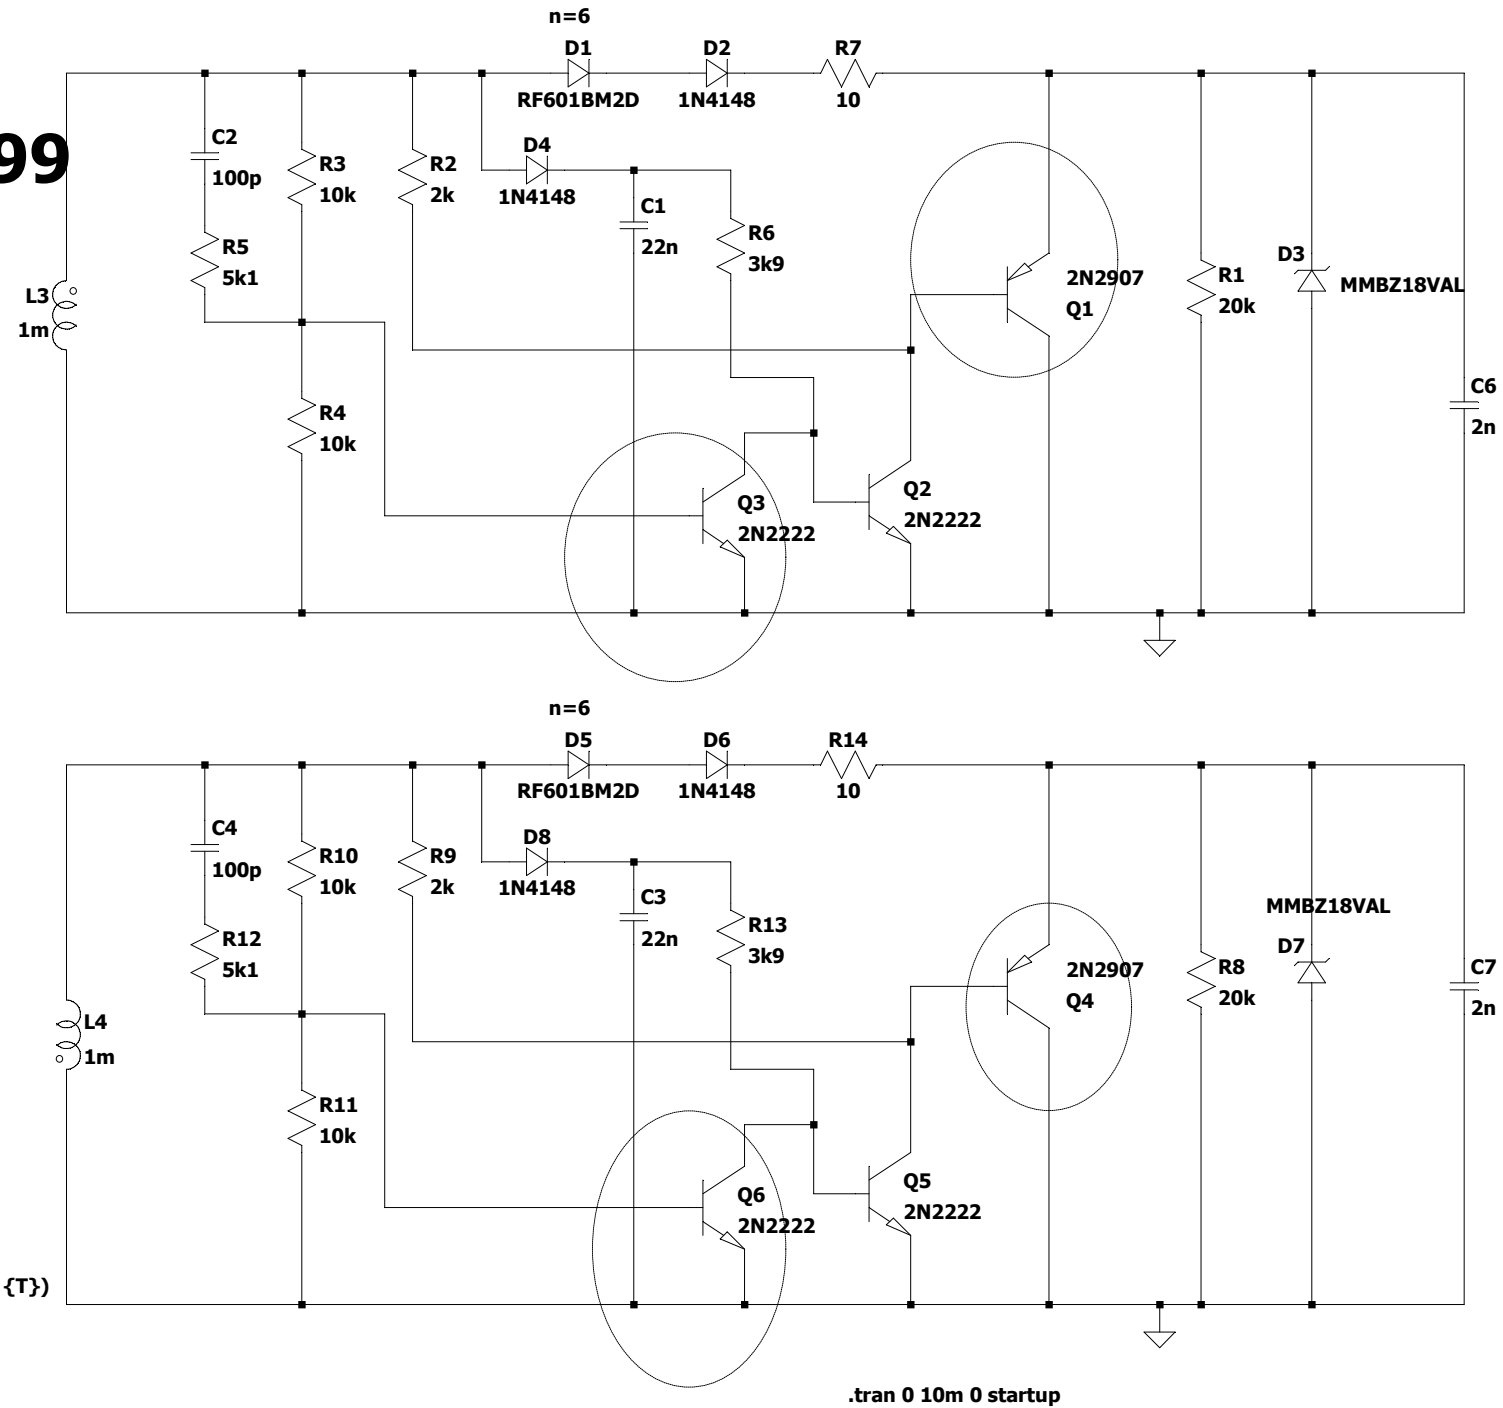 n=6
D1
D2
R7
RF601BM2D
1N4148
10
99
C2
100p
R3
10k
R2
2k
D4
1N4148
C1
22n
R6
3k9
R5
5k1
L3
1m
2N2907
Q1
R1
20k
D3
MMBZ18VAL
R4
10k
C6
2n
Q3
2N2222
Q2
2N2222
n=6
D5
D6
R14
RF601BM2D
1N4148
10
C4
100p
R10
10k
R9
2k
D8
1N4148
C3
22n
R13
3k9
R12
5k1
MMBZ18VAL
D7
2N2907
Q4
R8
20k
C7
2n
L4
1m
R11
10k
Q6
2N2222
Q5
2N2222
{T})
.tran 0 10m 0 startup